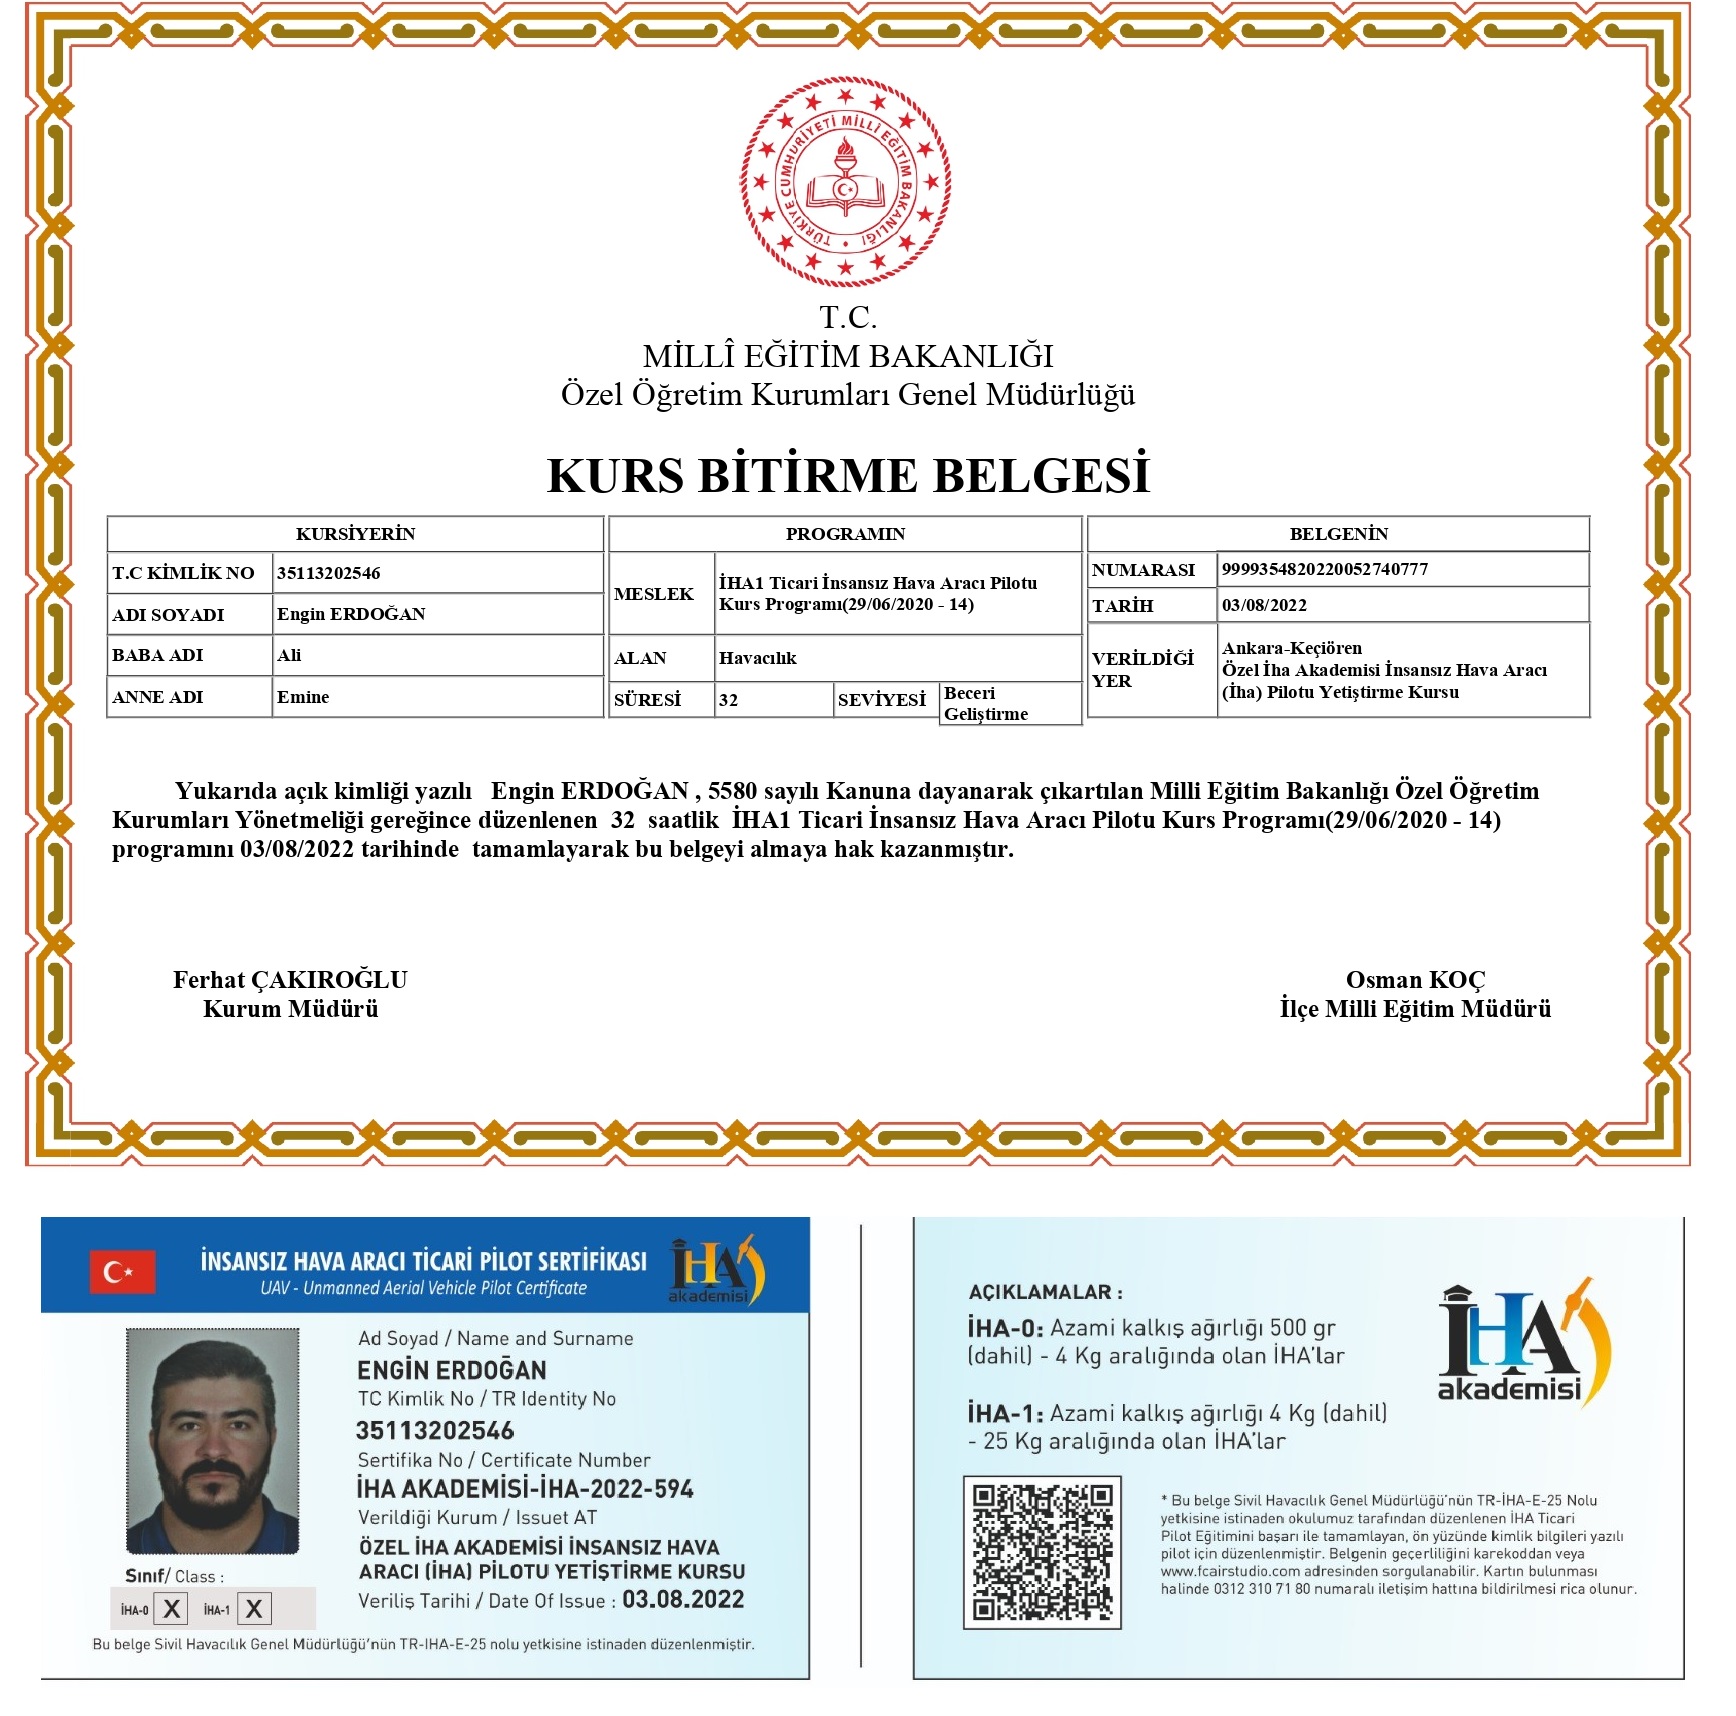 TÜRKİYE CUMHURİYETİ MİLLİ EĞİTİM BAKANLIĞI
T.C.
MİLLÎ EĞİTİM BAKANLIĞI
Özel Öğretim Kurumları Genel Müdürlüğü
KURS BİTİRME BELGESİ
KURSİYERİN
T.C KİMLİK NO 35113202546
ADI SOYADI Engin ERDOĞAN
BABA ADI Ali
ANNE ADI Emine
PROGRAMIN
MESLEK İHA1 Ticari İnsansız Hava Aracı Pilotu
Kurs Programı(29/06/2020 - 14)
ALAN Havacılık
SÜRESİ 32 SEVİYESİ Beceri
Geliştirme
BELGENİN
NUMARASI 9999354820220052740777
TARİH 03/08/2022
VERİLDİĞİ
YER
Ankara-Keçiören
Özel İha Akademisi İnsansız Hava Aracı
(İha) Pilotu Yetiştirme Kursu
Yukarıda açık kimliği yazılı Engin ERDOĞAN , 5580 sayılı Kanuna dayanarak çıkartılan Milli Eğitim Bakanlığı Özel Öğretim
Kurumları Yönetmeliği gereğince düzenlenen 32 saatlik İHA1 Ticari İnsansız Hava Aracı Pilotu Kurs Programı(29/06/2020 - 14)
programını 03/08/2022 tarihinde tamamlayarak bu belgeyi almaya hak kazanmıştır.
Ferhat ÇAKIROĞLU
Kurum Müdürü
Osman KOÇ
İlçe Milli Eğitim Müdürü
İNSANSIZ HAVA ARACI TİCARİ PİLOT SERTİFİKASI
UAV - Unmanned Aerial Vehicle Pilot Certificate
İHA
akademisi
Ad Soyad / Name and Surname
ENGİN ERDOĞAN
TC Kimlik No / TR Identity No
35113202546
Sertifika No / Certificate Number
İHA AKADEMİSİ-İHA-2022-594
Verildiği Kurum / Issuet AT
ÖZEL İHA AKADEMİSİ İNSANSIZ HAVA
ARACI (İHA) PİLOTU YETİŞTİRME KURSU
Veriliş Tarihi / Date Of Issue : 03.08.2022
Sınıf/ Class :
İHA-0 X İHA-1 X
Bu belge Sivil Havacılık Genel Müdürlüğü'nün TR-IHA-E-25 nolu yetkisine istinaden düzenlenmiştir.
AÇIKLAMALAR :
İHA-0: Azami kalkış ağırlığı 500 gr
(dahil) - 4 Kg aralığında olan İHA'lar
İHA-1: Azami kalkış ağırlığı 4 Kg (dahil)
- 25 Kg aralığında olan İHA'lar
İHA
akademisi
* Bu belge Sivil Havacılık Genel Müdürlüğü'nün TR-İHA-E-25 Nolu
yetkisine istinaden okulumuz tarafından düzenlenen İHA Ticari
Pilot Eğitimini başarı ile tamamlayan, ön yüzünde kimlik bilgileri yazılı
pilot için düzenlenmiştir. Belgenin geçerliliğini karekoddan veya
www.fcairstudio.com adresinden sorgulanabilir. Kartın bulunması
halinde 0312 310 71 80 numaralı iletişim hattına bildirilmesi rica olunur.